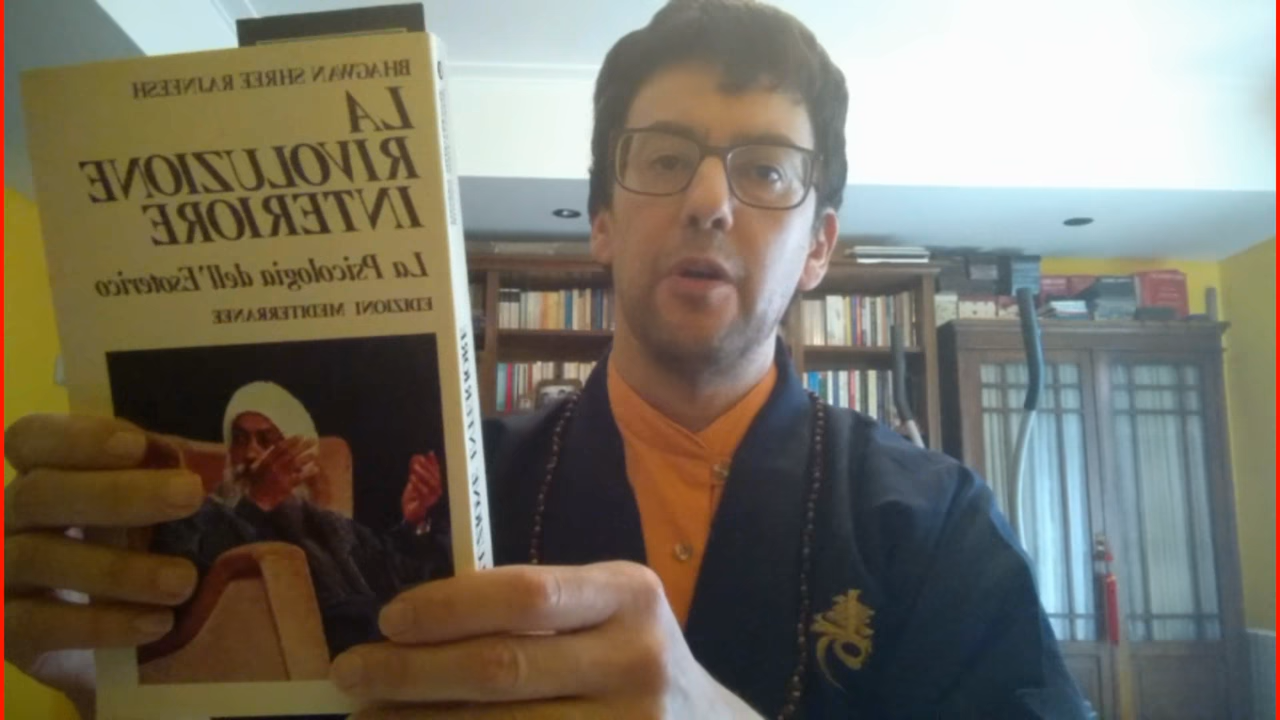 BHAGWAN SHREE RAJNEESH
LA
RIVOLUZIONE
INTERIORE
La Psicologia dell'Esoterico
EDIZIONI MEDITERRANEE